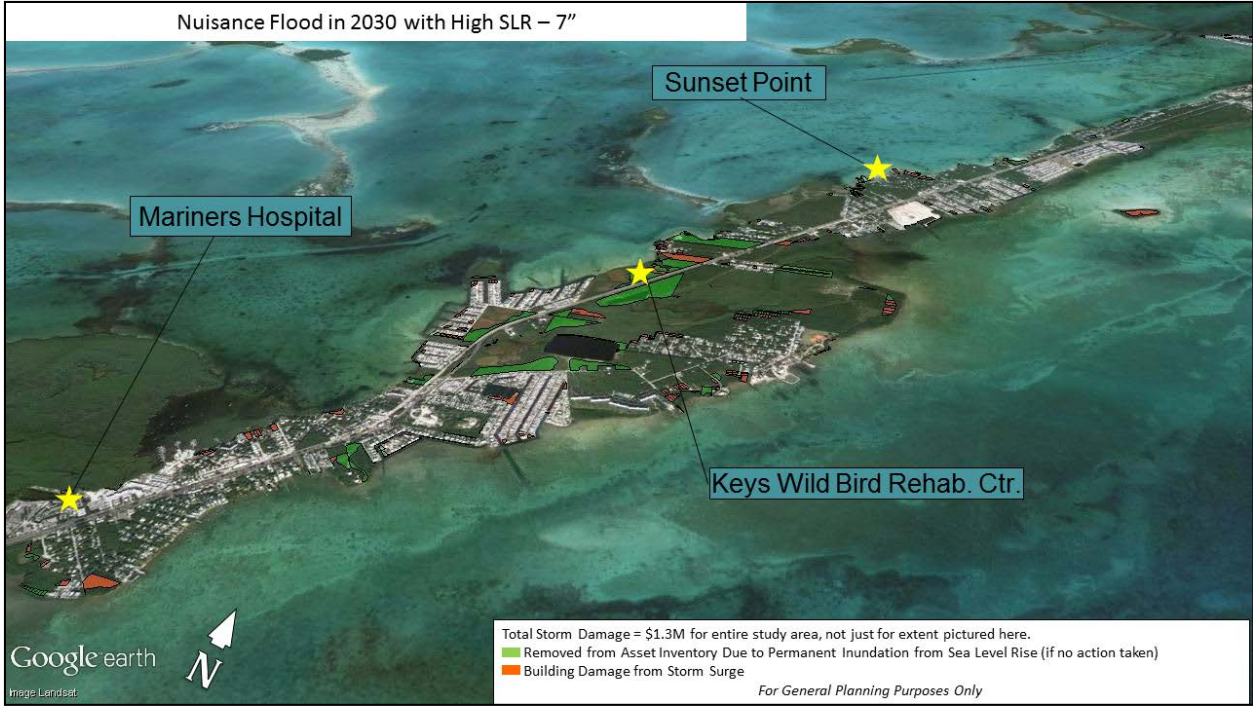 Nuisance Flood in 2030 with High SLR – 7”
Sunset Point
Mariners Hospital
Keys Wild Bird Rehab. Ctr.
N
Google earth
Image Landsat
Total Storm Damage = $1.3M for entire study area, not just for extent pictured here.
Removed from Asset Inventory Due to Permanent Inundation from Sea Level Rise (if no action taken)
Building Damage from Storm Surge
For General Planning Purposes Only